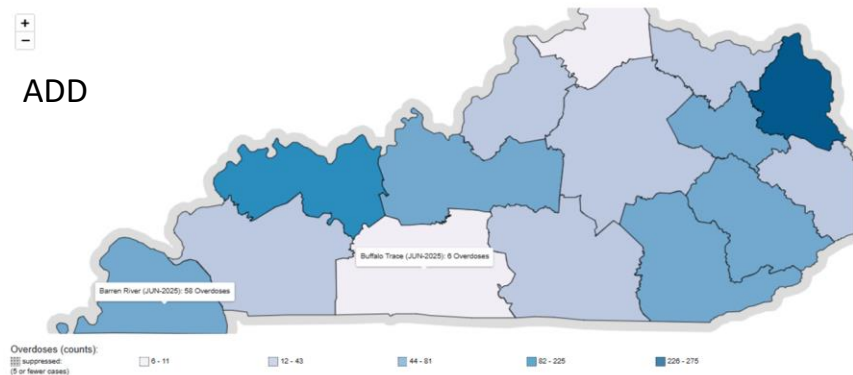 +
−
ADD
Buffalo Trace (JUN-2025): 6 Overdoses
Barren River (JUN-2025): 58 Overdoses
Overdoses (counts):
suppressed: 6 - 11 12 - 43 44 - 81 82 - 225 226 - 275
(5 or fewer cases)